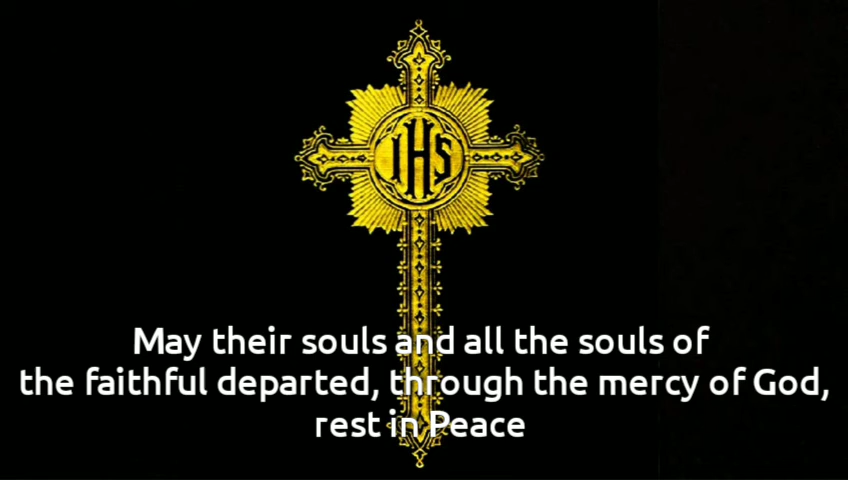 IHS
May their souls and all the souls of
the faithful departed, through the mercy of God,
rest in Peace